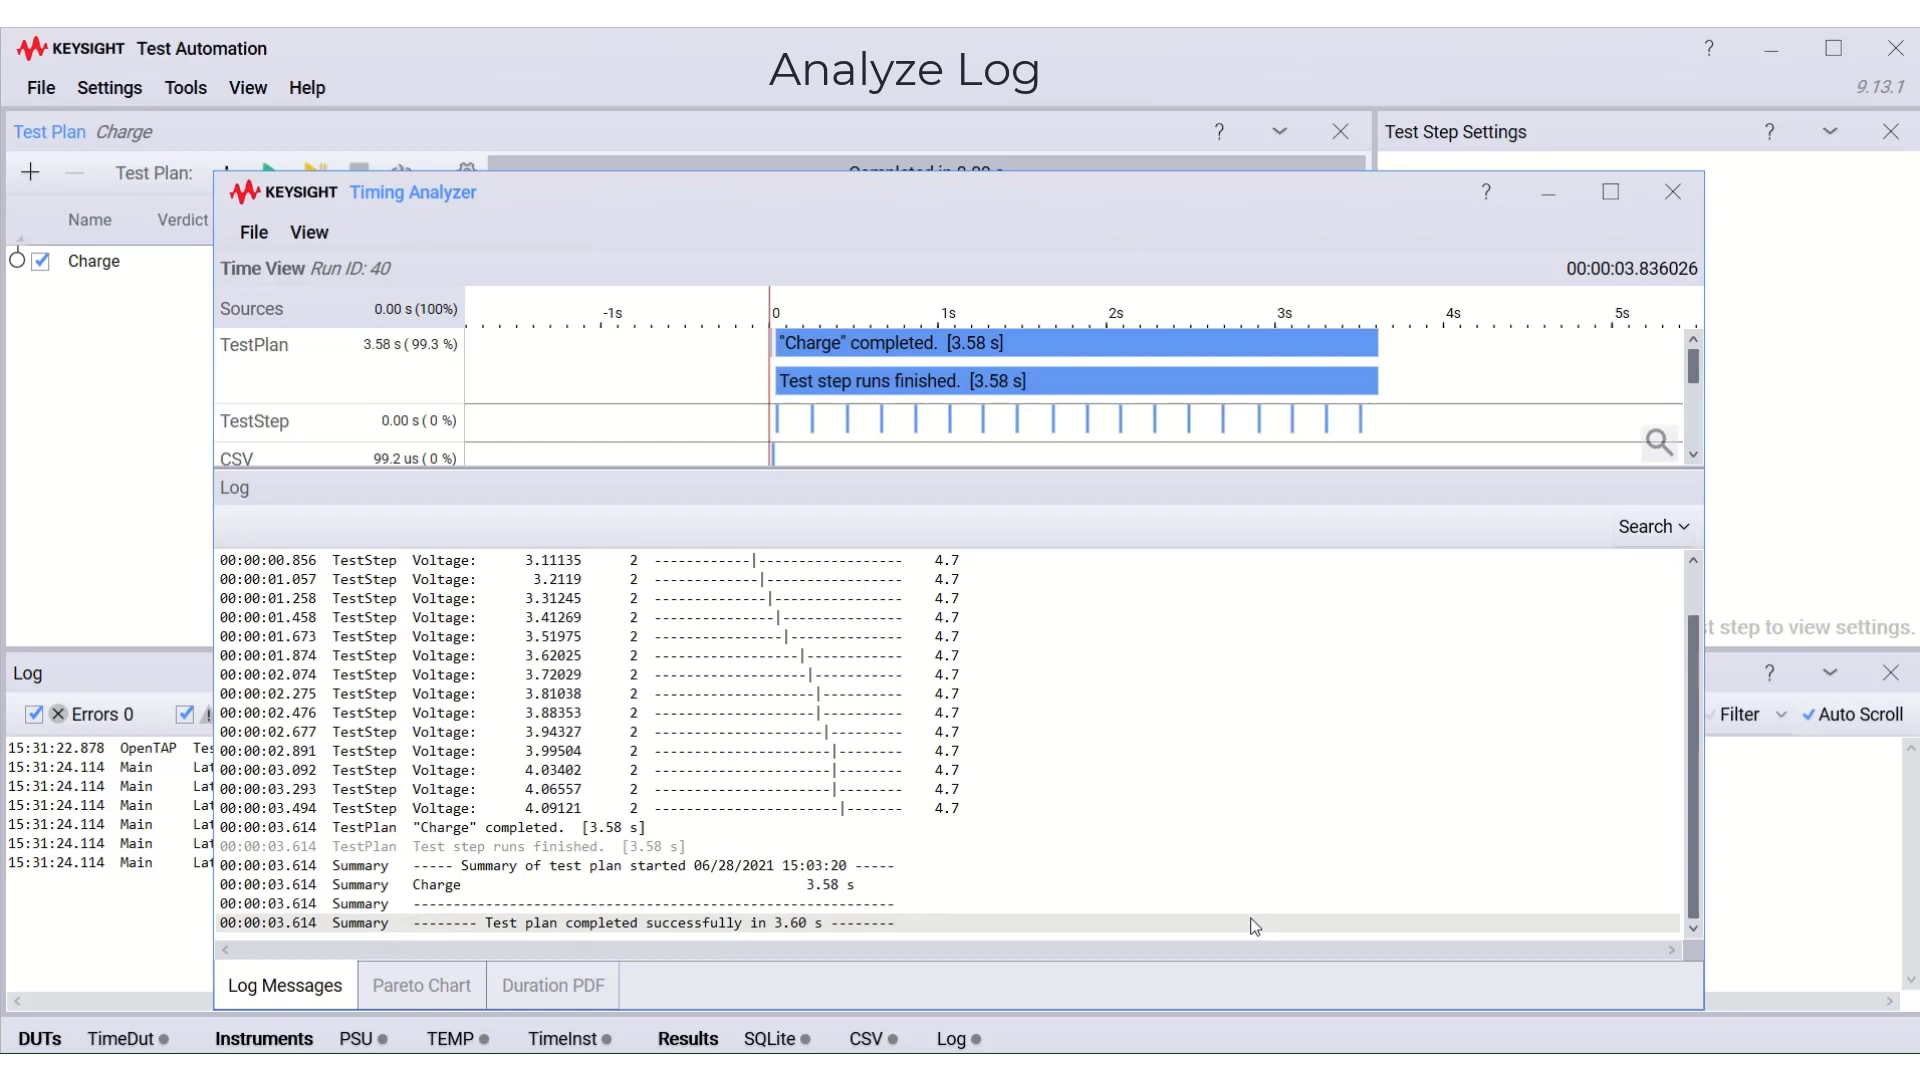 KEYSIGHT Test Automation
Analyze Log
?
File Settings Tools View Help
9.13.1
Test Plan Charge ?
Test Step Settings ?
Test Plan:
KEYSIGHT Timing Analyzer ?
Name Verdict
File View
Charge
Time View Run ID: 40 00:00:03.836026
Sources 0.00 s (100%) -1s 0 1s 2s 3s 4s 5s
TestPlan 3.58 s ( 99.3 %) "Charge" completed. [3.58 s]
Test step runs finished. [3.58 s]
TestStep 0.00 s ( 0 %)
CSV 99.2 us ( 0 %)
Log
Search
00:00:00.856 TestStep Voltage: 3.11135 2 ------------|------------------ 4.7
00:00:01.057 TestStep Voltage: 3.2119 2 -------------|----------------- 4.7
00:00:01.258 TestStep Voltage: 3.31245 2 --------------|---------------- 4.7
00:00:01.458 TestStep Voltage: 3.41269 2 ---------------|--------------- 4.7
00:00:01.673 TestStep Voltage: 3.51975 2 ----------------|-------------- 4.7
00:00:01.874 TestStep Voltage: 3.62025 2 ------------------|------------ 4.7
00:00:02.074 TestStep Voltage: 3.72029 2 -------------------|----------- 4.7
00:00:02.275 TestStep Voltage: 3.81038 2 --------------------|---------- 4.7
00:00:02.476 TestStep Voltage: 3.88353 2 --------------------|---------- 4.7
00:00:02.677 TestStep Voltage: 3.94327 2 ---------------------|--------- 4.7
00:00:02.891 TestStep Voltage: 3.99504 2 ----------------------|-------- 4.7
00:00:03.092 TestStep Voltage: 4.03402 2 ----------------------|-------- 4.7
00:00:03.293 TestStep Voltage: 4.06557 2 ----------------------|-------- 4.7
00:00:03.494 TestStep Voltage: 4.09121 2 -----------------------|------- 4.7
00:00:03.614 TestPlan "Charge" completed. [3.58 s]
00:00:03.614 TestPlan Test step runs finished. [3.58 s]
00:00:03.614 Summary ----- Summary of test plan started 06/28/2021 15:03:20 -----
00:00:03.614 Summary Charge 3.58 s
00:00:03.614 Summary ------------------------------------------------------------
00:00:03.614 Summary -------- Test plan completed successfully in 3.60 s --------
Log Messages Pareto Chart Duration PDF
step to view settings.
Log ?
Errors 0 Filter Auto Scroll
15:31:22.878 OpenTAP
15:31:24.114 Main
15:31:24.114 Main
15:31:24.114 Main
15:31:24.114 Main
15:31:24.114 Main
15:31:24.114 Main
DUTs TimeDut Instruments PSU TEMP TimeInst Results SQLite CSV Log